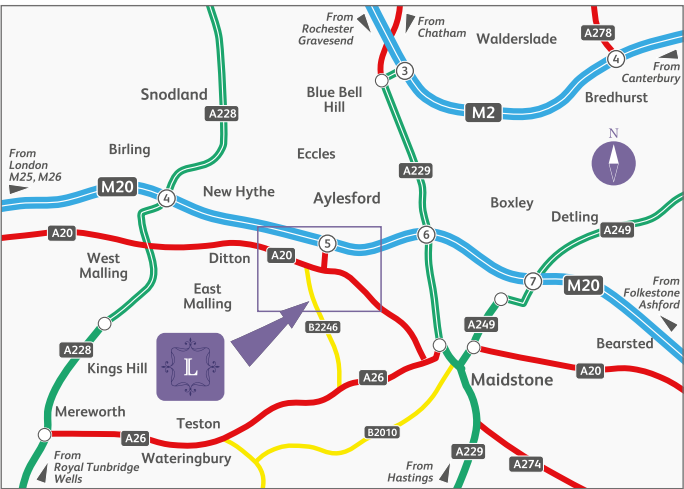 From
Rochester
Gravesend
From
Chatham
Walderslade
A278
4
From
Canterbury
3
Blue Bell
Hill
M2
Bredhurst
Snodland
A228
Birling
Eccles
A229
N
From
London
M25, M26
M20
4
New Hythe
Aylesford
Boxley
Detling
A249
A20
5
6
West
Malling
Ditton
A20
7
M20
From
Folkestone
Ashford
East
Malling
B2246
A249
Bearsted
A228
Kings Hill
L
A26
Maidstone
A20
Mereworth
Teston
A26
B2010
Wateringbury
From
Royal Tunbridge
Wells
From
Hastings
A229
A274